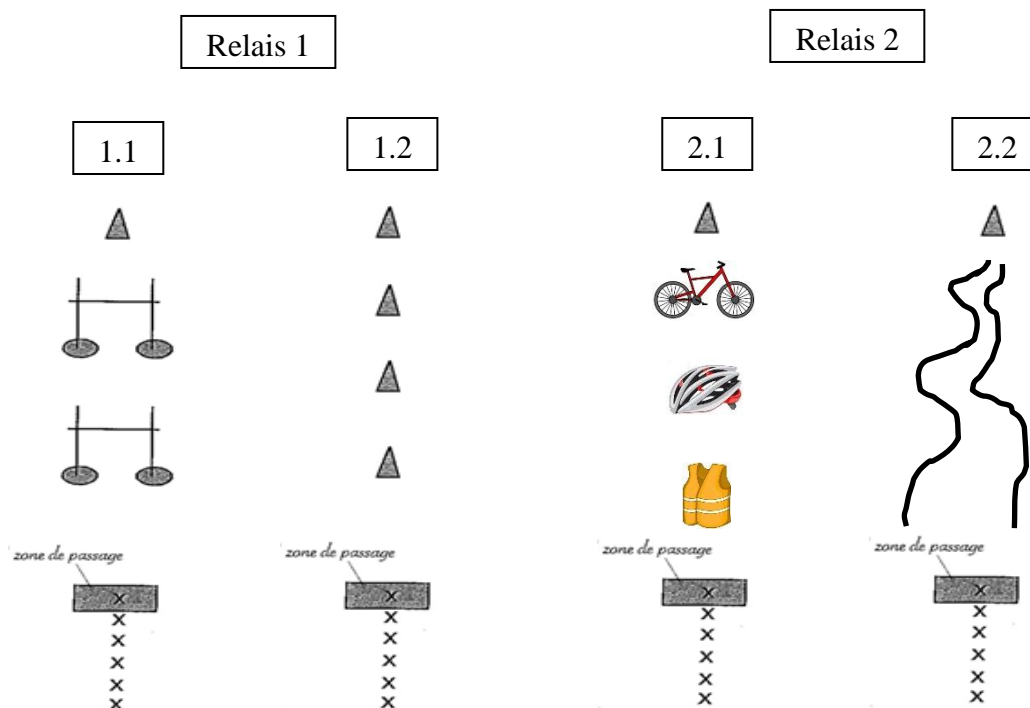 Relais 1
Relais 2
1.1
1.2
2.1
2.2
zone de passage
zone de passage
zone de passage
zone de passage